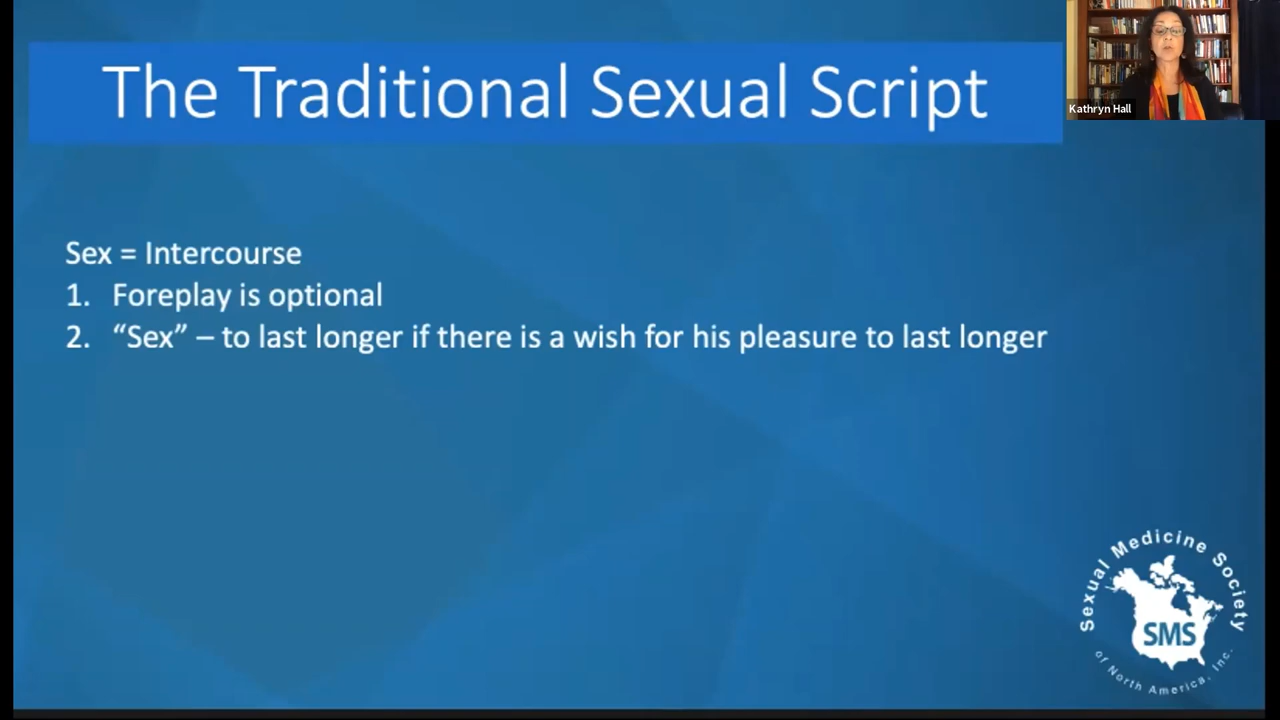 The Traditional Sexual Script
Kathryn Hall
Sex = Intercourse
1. Foreplay is optional
2. “Sex” – to last longer if there is a wish for his pleasure to last longer
Sexual Medicine Society
SMS
of North America, Inc.